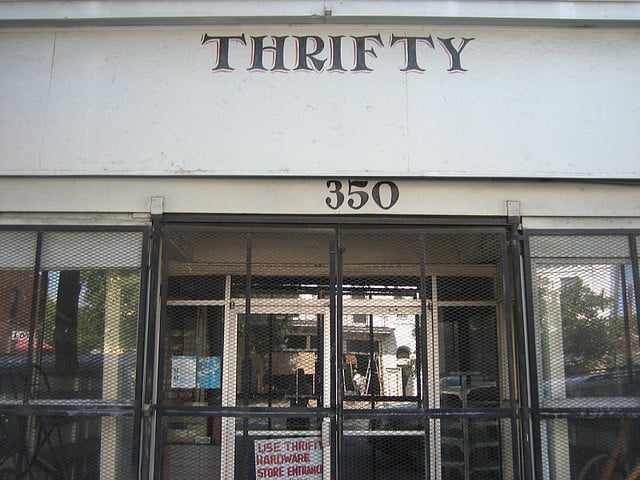 THRIFTY
350
USE THRIFTY
HARDWARE
STORE ENTRANCE